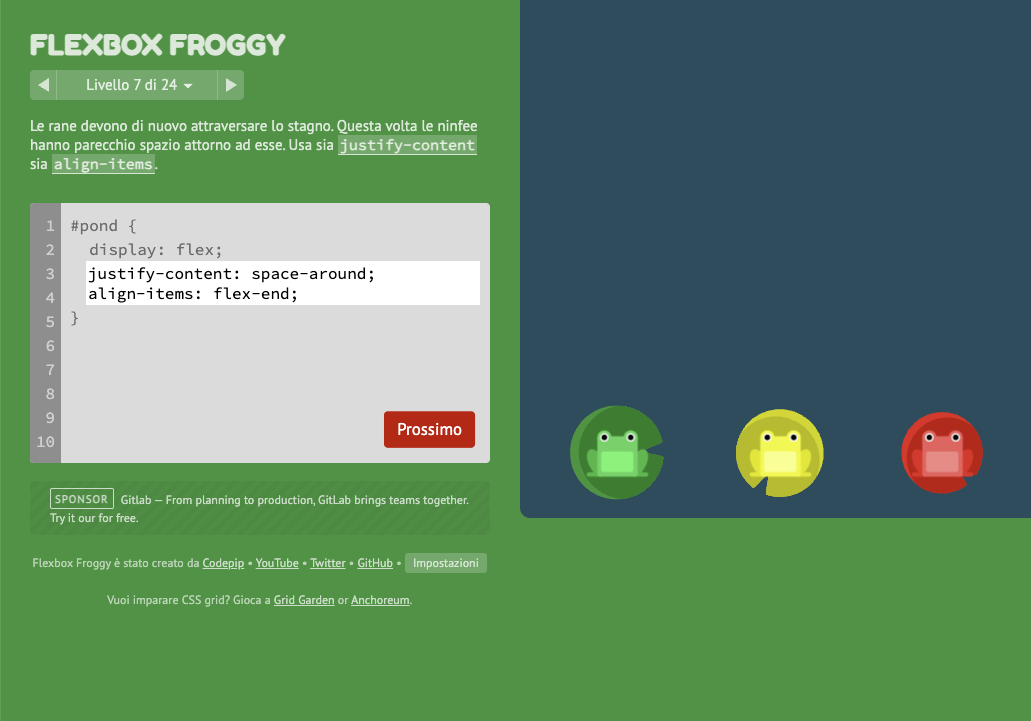 FLEXBOX FROGGY
Livello 7 di 24
Le rane devono di nuovo attraversare lo stagno. Questa volta le ninfee
hanno parecchio spazio attorno ad esse. Usa sia justify-content
sia align-items.
1 #pond {
2 display: flex;
3 justify-content: space-around;
4 align-items: flex-end;
5 }
6
7
8
9
10
Prossimo
SPONSOR Gitlab — From planning to production, GitLab brings teams together.
Try it our for free.
Flexbox Froggy è stato creato da Codepip • YouTube • Twitter • GitHub • Impostazioni
Vuoi imparare CSS grid? Gioca a Grid Garden or Anchoreum.